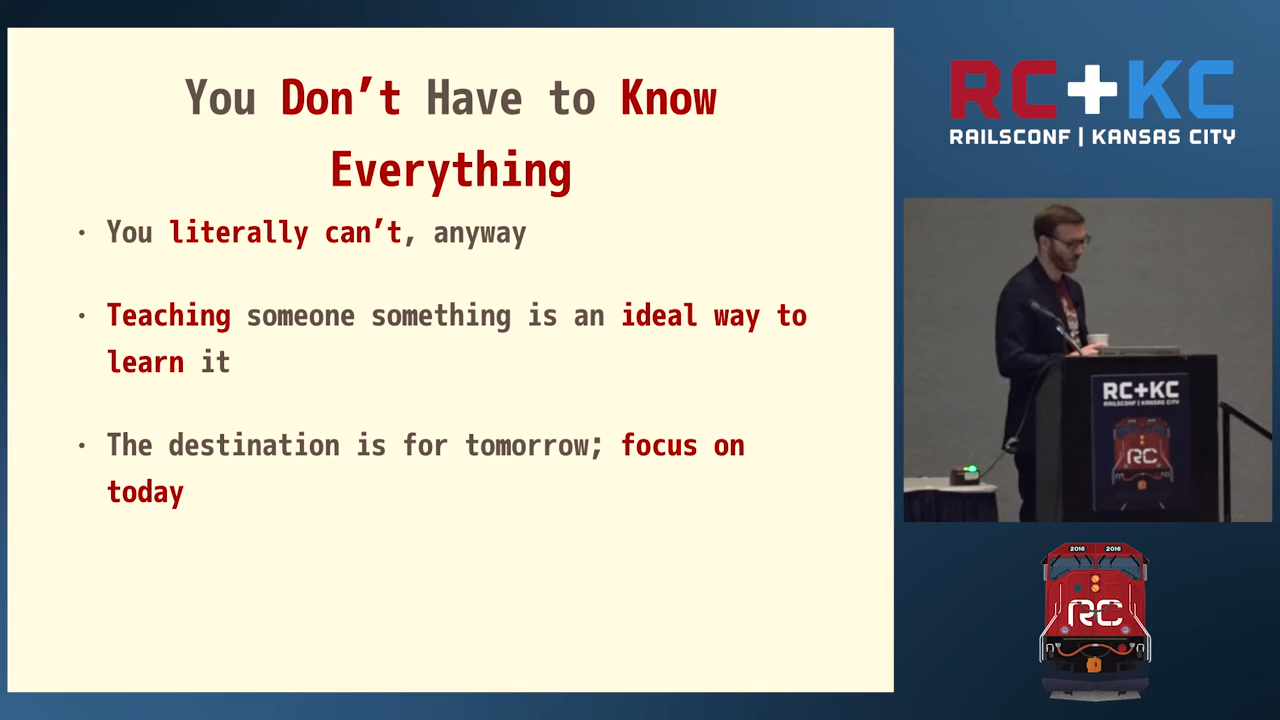 You Don’t Have to Know
Everything
· You literally can’t, anyway
· Teaching someone something is an ideal way to
learn it
· The destination is for tomorrow; focus on
today
RC+KC
RAILSCONF | KANSAS CITY
RC+KC
RAILSCONF | KANSAS CITY
RC
2016 2016
RC